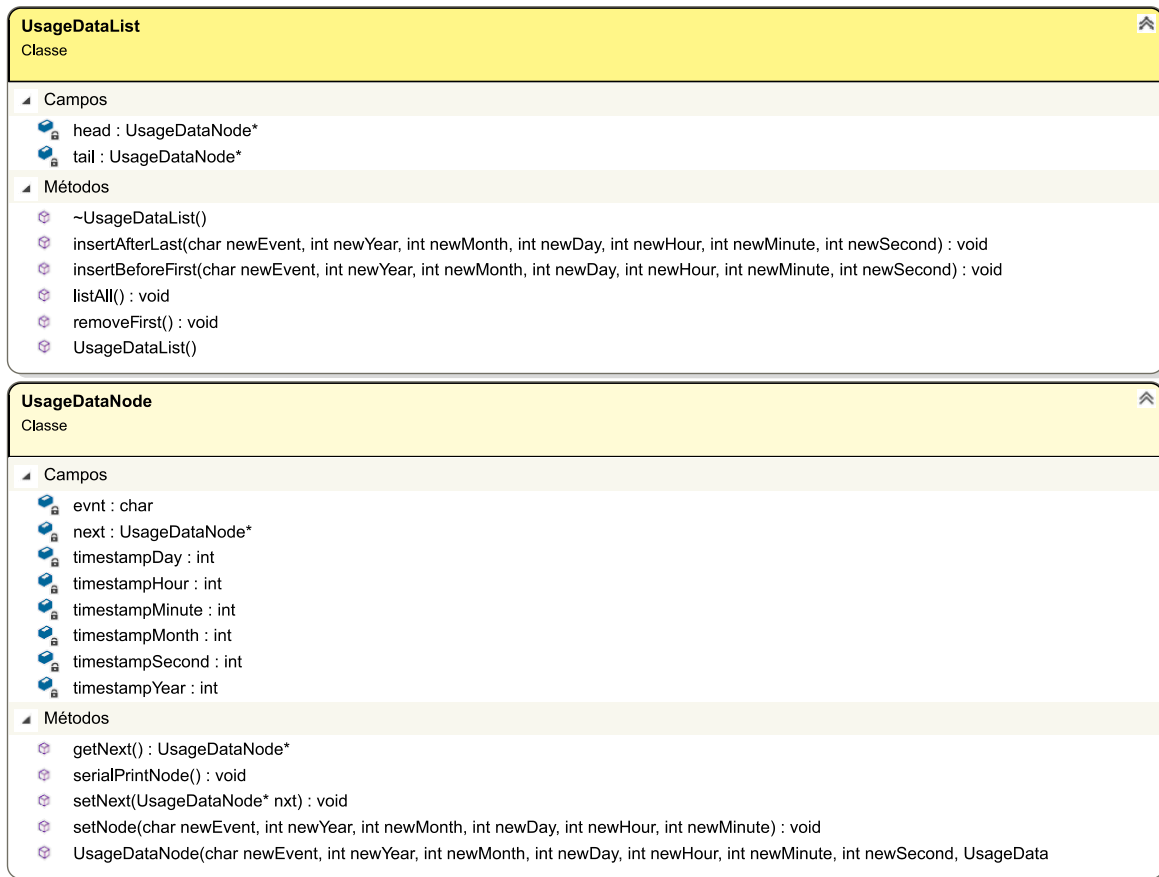 UsageDataList
Classe
Campos
head : UsageDataNode*
tail : UsageDataNode*
Métodos
~UsageDataList()
insertAfterLast(char newEvent, int newYear, int newMonth, int newDay, int newHour, int newMinute, int newSecond) : void
insertBeforeFirst(char newEvent, int newYear, int newMonth, int newDay, int newHour, int newMinute, int newSecond) : void
listAll() : void
removeFirst() : void
UsageDataList()
UsageDataNode
Classe
Campos
evnt : char
next : UsageDataNode*
timestampDay : int
timestampHour : int
timestampMinute : int
timestampMonth : int
timestampSecond : int
timestampYear : int
Métodos
getNext() : UsageDataNode*
serialPrintNode() : void
setNext(UsageDataNode* nxt) : void
setNode(char newEvent, int newYear, int newMonth, int newDay, int newHour, int newMinute) : void
UsageDataNode(char newEvent, int newYear, int newMonth, int newDay, int newHour, int newMinute, int newSecond, UsageData